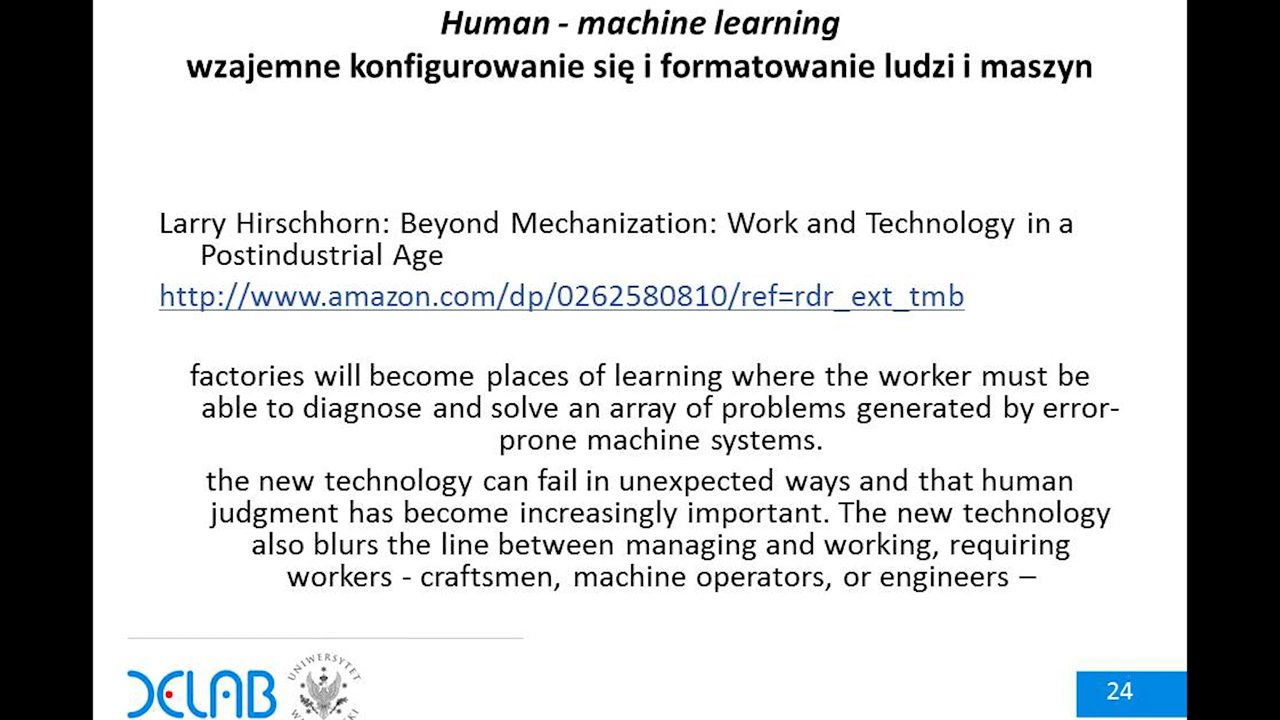 Human - machine learning
wzajemne konfigurowanie się i formatowanie ludzi i maszyn
Larry Hirschhorn: Beyond Mechanization: Work and Technology in a
Postindustrial Age
http://www.amazon.com/dp/0262580810/ref=rdr_ext_tmb
factories will become places of learning where the worker must be
able to diagnose and solve an array of problems generated by error-
prone machine systems.
the new technology can fail in unexpected ways and that human
judgment has become increasingly important. The new technology
also blurs the line between managing and working, requiring
workers - craftsmen, machine operators, or engineers –
DELAB
UNIWERSYTET
24